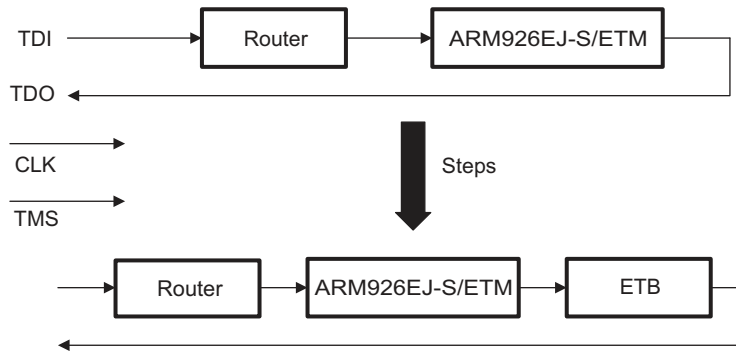 TDI
Router
ARM926EJ-S/ETM
TDO
CLK
Steps
TMS
Router
ARM926EJ-S/ETM
ETB